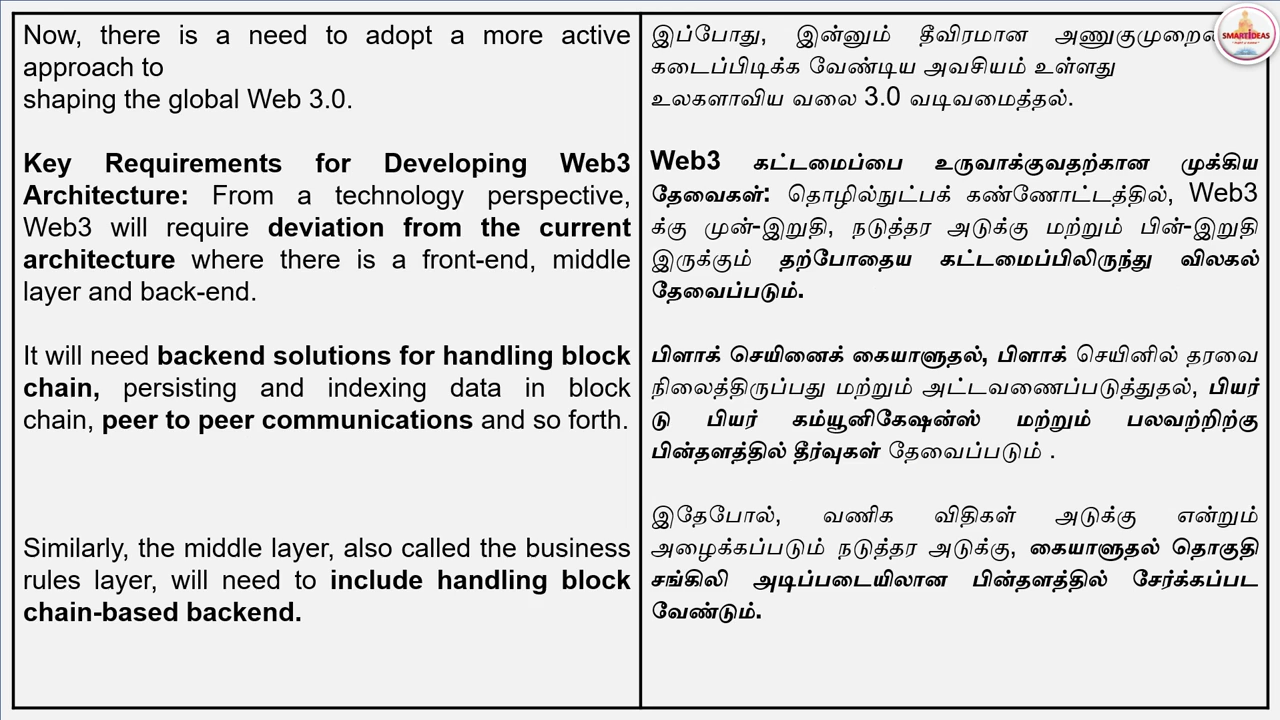 Now, there is a need to adopt a more active
approach to
shaping the global Web 3.0.
Key Requirements for Developing Web3
Architecture: From a technology perspective,
Web3 will require deviation from the current
architecture where there is a front-end, middle
layer and back-end.
It will need backend solutions for handling block
chain, persisting and indexing data in block
chain, peer to peer communications and so forth.
Similarly, the middle layer, also called the business
rules layer, will need to include handling block
chain-based backend.
இப்போது, இன்னும் தீவிரமான
கடைப்பிடிக்க வேண்டிய அவசியம் உள்ளது
உலகளாவிய வலை 3.0 வடிவமைத்தல்.
Web3 கட்டமைப்பை உருவாக்குவதற்கான முக்கிய
தேவைகள்: தொழில்நுட்பக் கண்ணோட்டத்தில், Web3
க்கு முன்-இறுதி, நடுத்தர அடுக்கு மற்றும் பின்-இறுதி
இருக்கும் தற்போதைய கட்டமைப்பிலிருந்து விலகல்
தேவைப்படும்.
பிளாக் செயினைக் கையாளுதல், பிளாக் செயினில் தரவை
நிலைத்திருப்பது மற்றும் அட்டவணைப்படுத்துதல், பியர்
டு பியர் கம்யூனிகேஷன்ஸ் மற்றும் பலவற்றிற்கு
பின்தளத்தில் தீர்வுகள் தேவைப்படும் .
இதேபோல், வணிக விதிகள் அடுக்கு என்றும்
அழைக்கப்படும் நடுத்தர அடுக்கு, கையாளுதல் தொகுதி
சங்கிலி அடிப்படையிலான பின்தளத்தில் சேர்க்கப்பட
வேண்டும்.
SMARTIDEAS